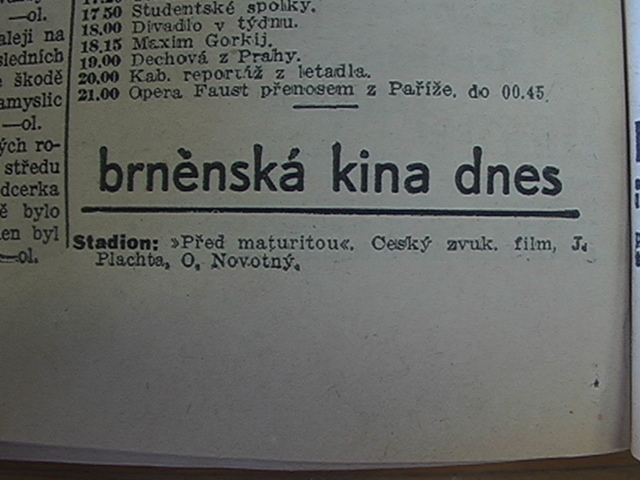 —ol.
aleji na
sledních
e škodě
amyslic
—ol.
ých ro-
středu
dcerka
ě bylo
en byl
—ol.
17 50 Studentské spolky.
18.00 Divadlo v týdnu.
18.15 Maxim Gorkij.
19.00 Dechová z Prahy.
20.00 Kab. reportáž z letadla.
21.00 Opera Faust přenosem z Paříže. do 00.45
brněnská kina dnes
Stadion: »Před maturitou«. Český zvuk. film, J.
Plachta, O. Novotný.